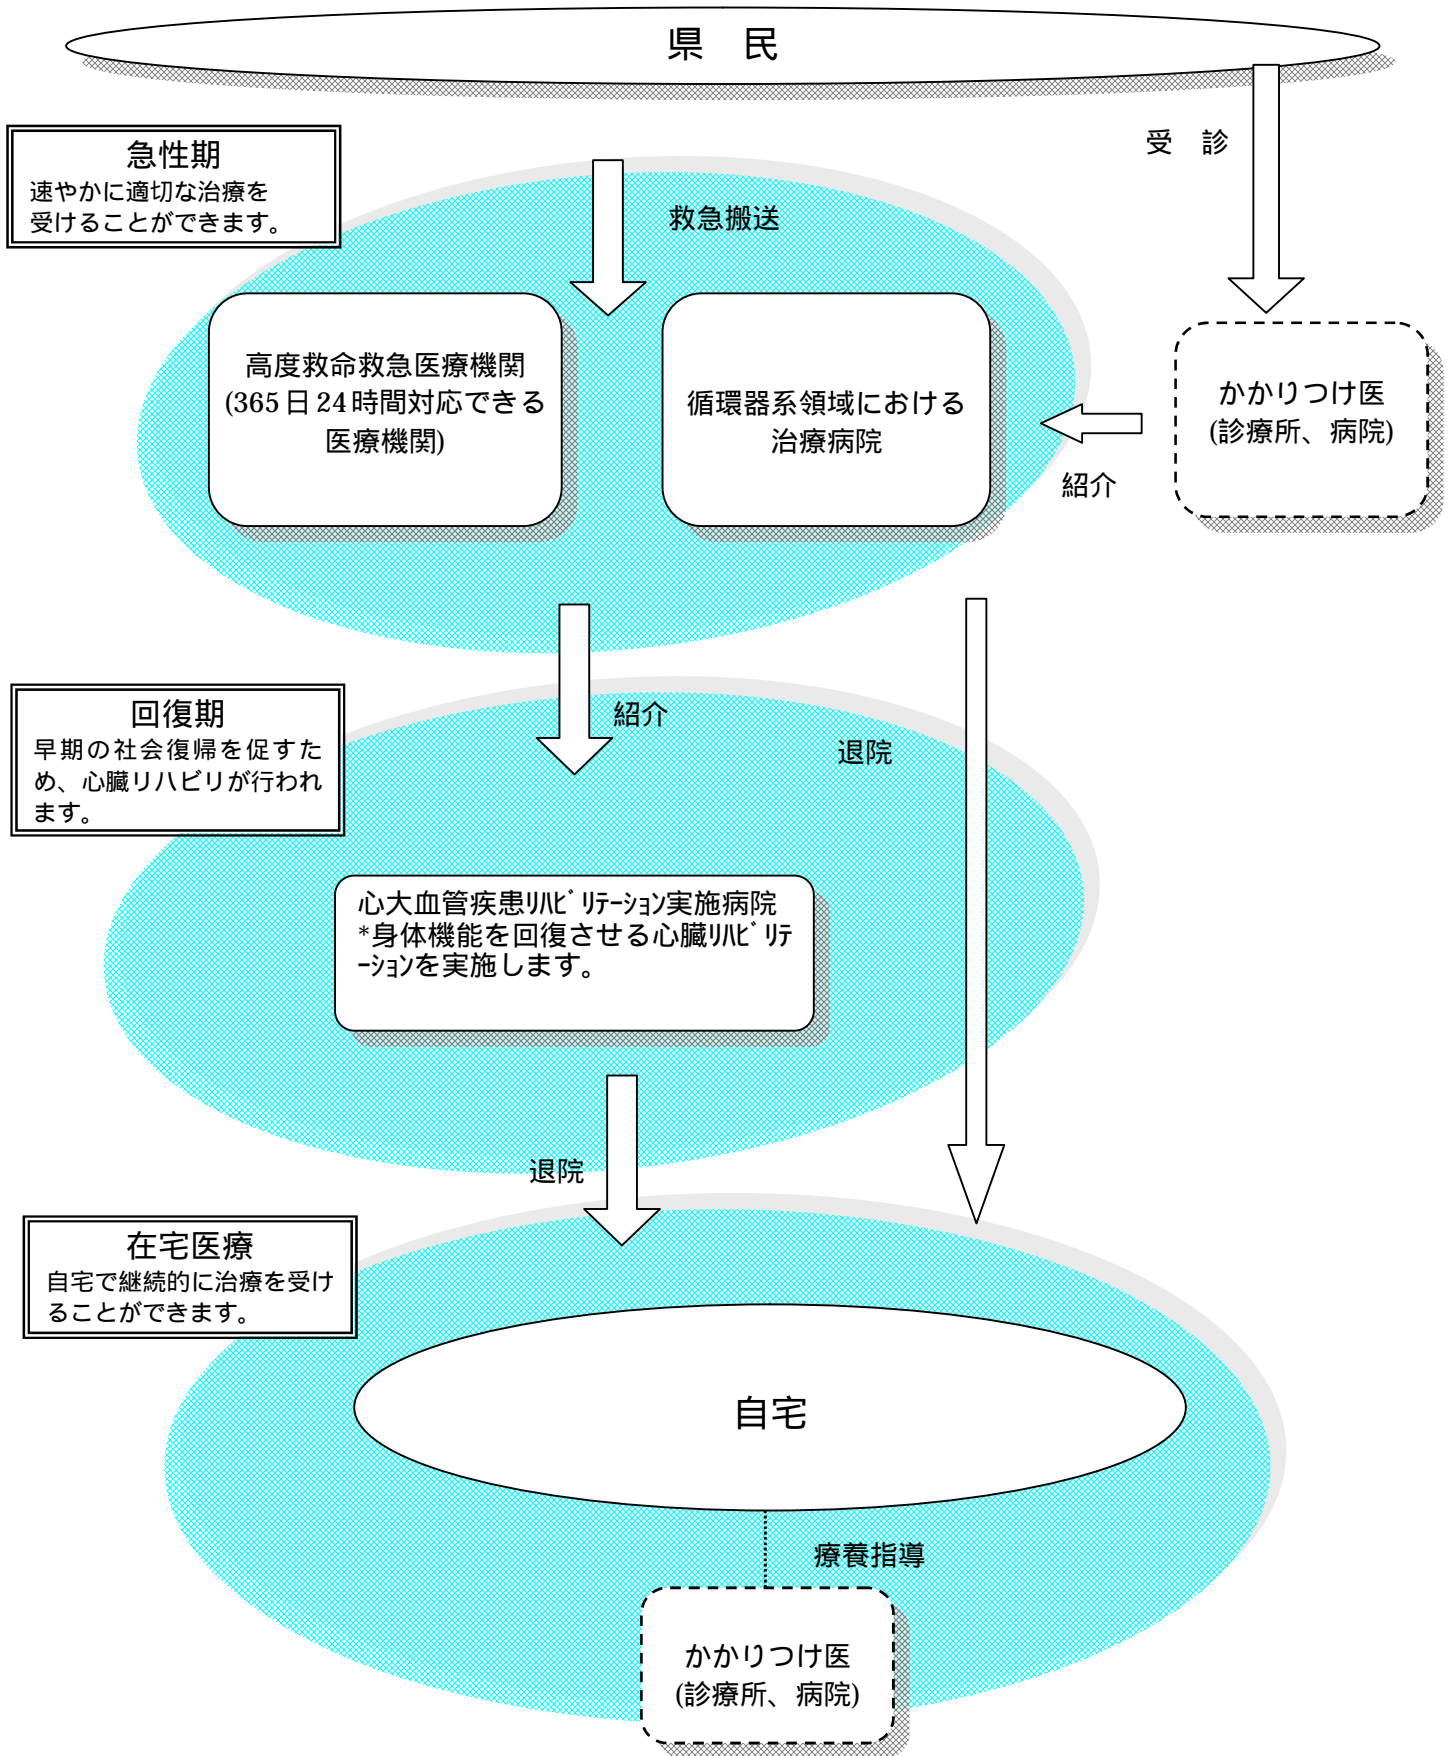 県　民
受　診
急性期
速やかに適切な治療を
受けることができます。
救急搬送
高度救命救急医療機関
(365日24時間対応できる
医療機関)
循環器系領域における
治療病院
かかりつけ医
(診療所、病院)
紹介
回復期
早期の社会復帰を促すた
め、心臓リハビリが行われ
ます。
紹介
退院
心大血管疾患ﾘﾊﾋﾞﾘﾃｰｼｮﾝ実施病院
*身体機能を回復させる心臓ﾘﾊﾋﾞﾘﾃ
ｰｼｮﾝを実施します。
退院
在宅医療
自宅で継続的に治療を受け
ることができます。
自宅
療養指導
かかりつけ医
(診療所、病院)